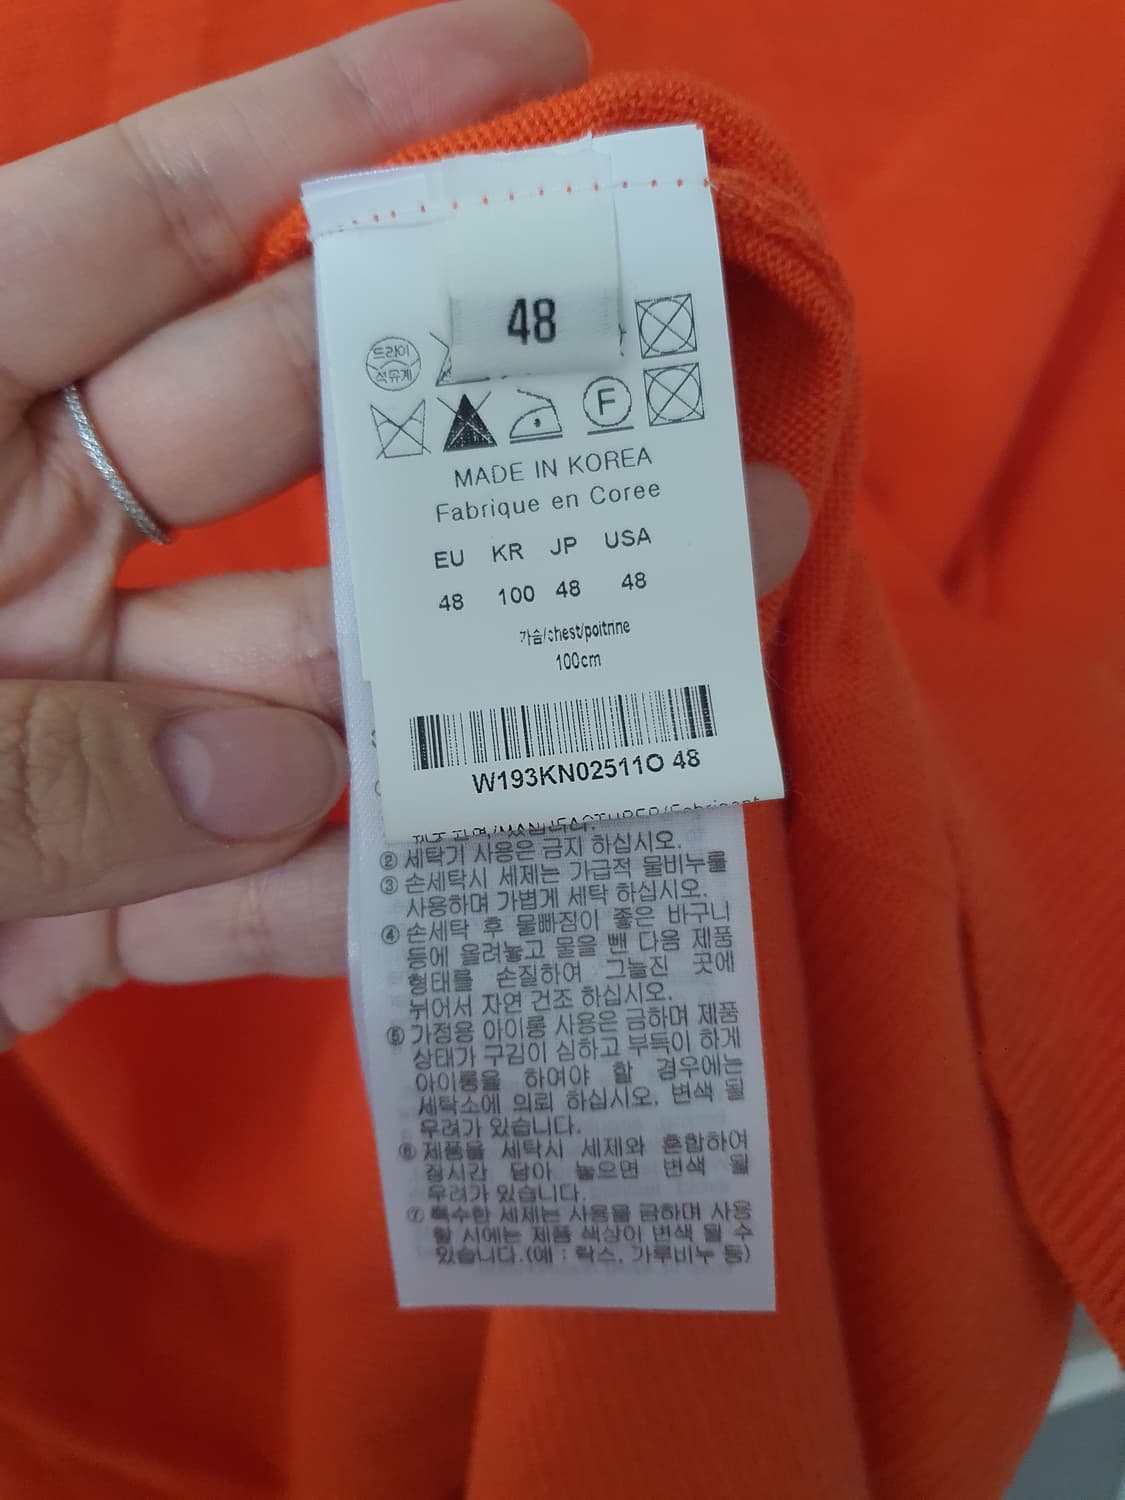 48
드라이
석유계
F
MADE IN KOREA
Fabrique en Coree
EU KR JP USA
48 100 48 48
가슴/chest/poitrine
100cm
W193KN02511O 48
② 세탁기 사용은 금지 하십시오.
③ 손세탁시 세제는 가급적 물비누를
사용하며 가볍게 세탁 하십시오.
④ 손세탁 후 물빠짐이 좋은 바구니
등에 올려놓고 물을 뺀 다음 제품
형태를 손질하여 그늘진 곳에
뉘어서 자연 건조 하십시오.
⑤ 가정용 아이롱 사용은 금하며 제품
상태가 구김이 심하고 부득이 하게
아이롱을 하여야 할 경우에는
세탁소에 의뢰 하십시오. 변색 될
우려가 있습니다.
⑥ 제품을 세탁시 세제와 혼합하여
장시간 담아 놓으면 변색 될
우려가 있습니다.
⑦ 특수한 세제는 사용을 금하며 사용
할 시에는 제품 색상이 변색 될 수
있습니다.(예 : 락스, 가루비누 등)